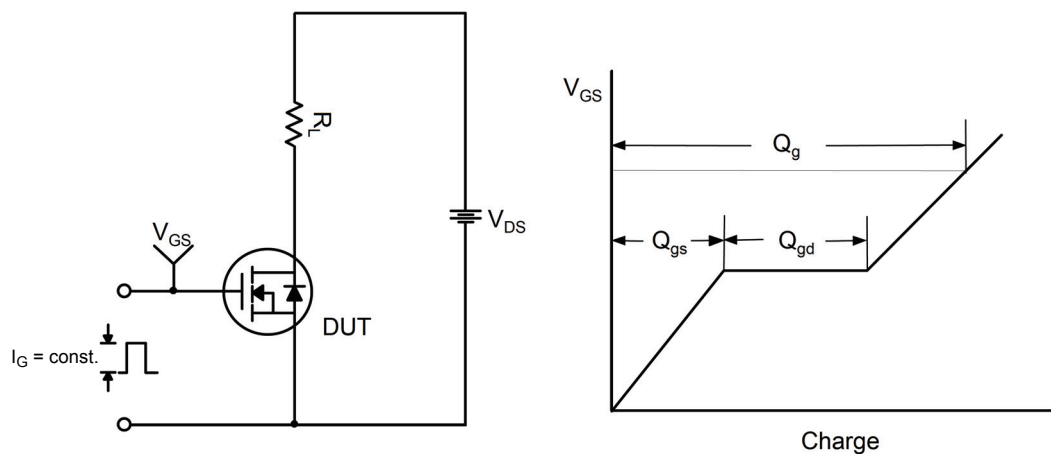 R_L
V_DS
V_GS
DUT
I_G = const.
V_GS
Q_g
Q_gs
Q_gd
Charge